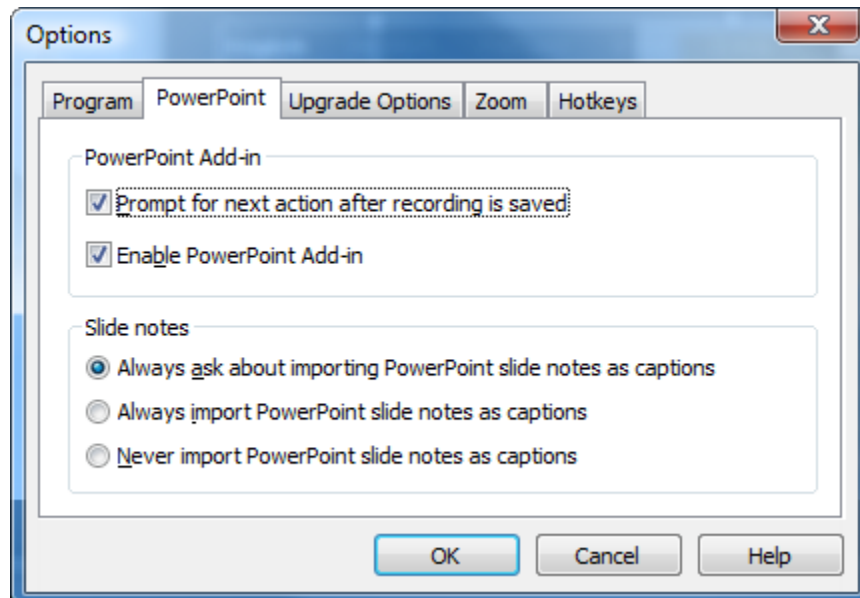 Options
Program PowerPoint Upgrade Options Zoom Hotkeys
PowerPoint Add-in
Prompt for next action after recording is saved
Enable PowerPoint Add-in
Slide notes
Always ask about importing PowerPoint slide notes as captions
Always import PowerPoint slide notes as captions
Never import PowerPoint slide notes as captions
OK Cancel Help